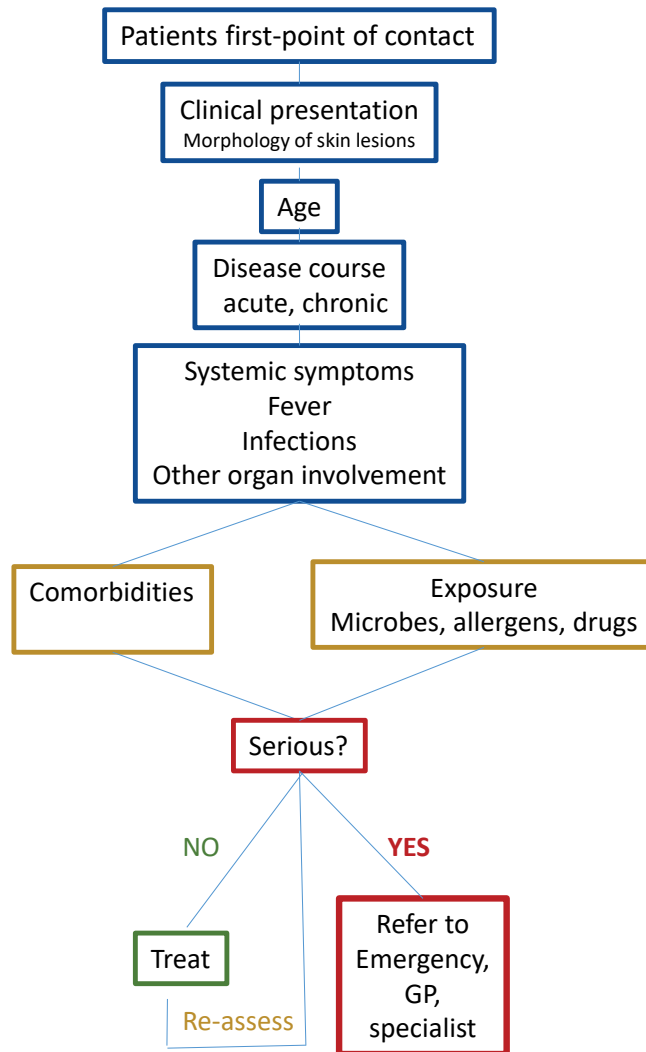 Patients first-point of contact
Clinical presentation
Morphology of skin lesions
Age
Disease course
acute, chronic
Systemic symptoms
Fever
Infections
Other organ involvement
Comorbidities
Exposure
Microbes, allergens, drugs
Serious?
NO
YES
Treat
Re-assess
Refer to
Emergency,
GP,
specialist